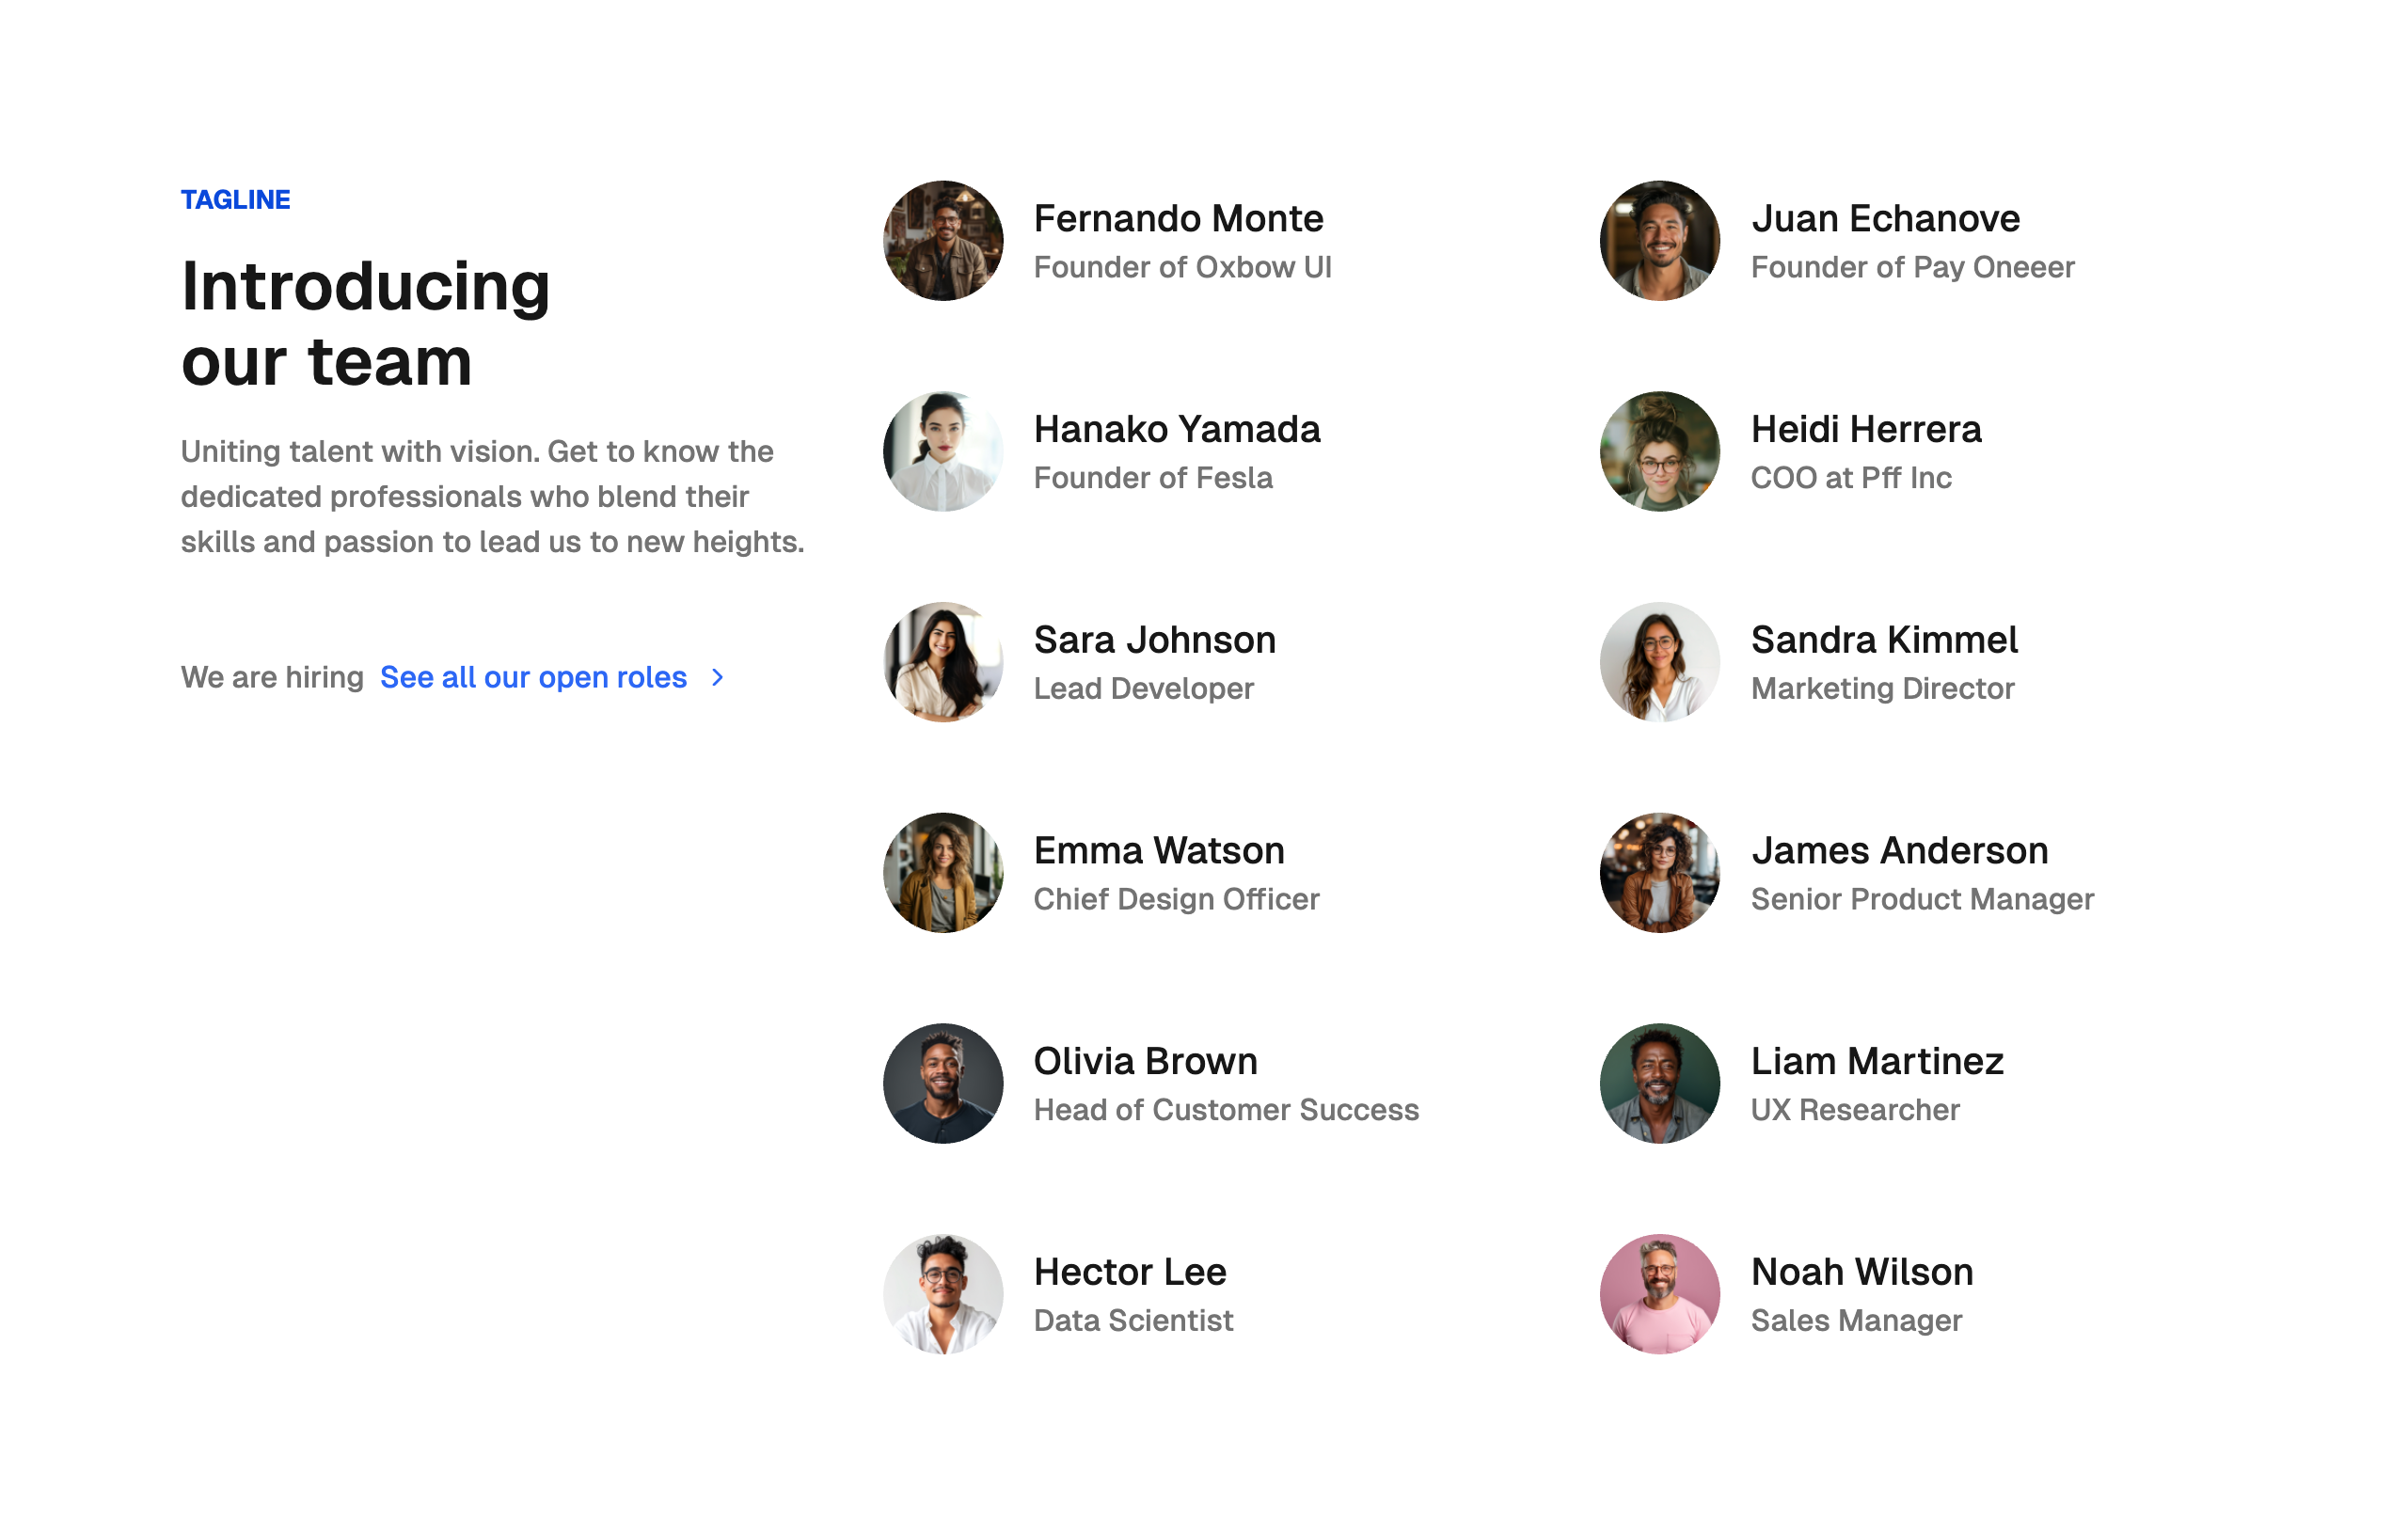 TAGLINE
Introducing
our team
Uniting talent with vision. Get to know the
dedicated professionals who blend their
skills and passion to lead us to new heights.
We are hiring See all our open roles
Fernando Monte
Founder of Oxbow UI
Juan Echanove
Founder of Pay Oneeer
Hanako Yamada
Founder of Fesla
Heidi Herrera
COO at Pff Inc
Sara Johnson
Lead Developer
Sandra Kimmel
Marketing Director
Emma Watson
Chief Design Officer
James Anderson
Senior Product Manager
Olivia Brown
Head of Customer Success
Liam Martinez
UX Researcher
Hector Lee
Data Scientist
Noah Wilson
Sales Manager